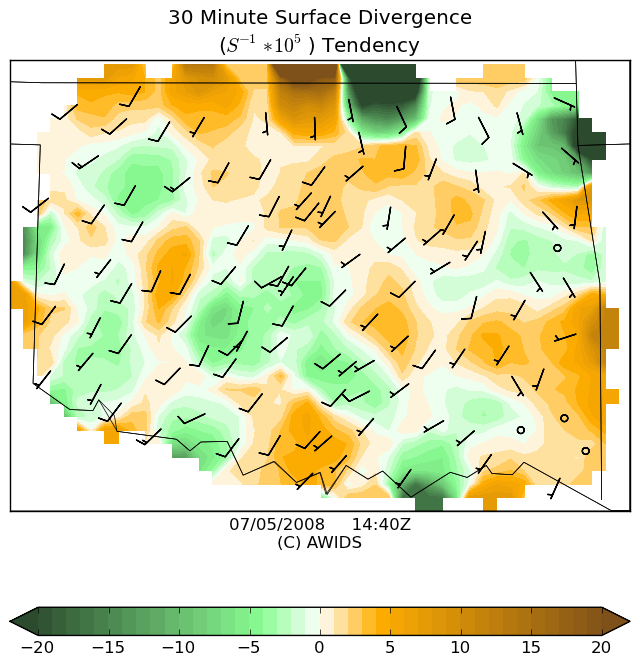 30 Minute Surface Divergence
(S⁻¹ *10⁵ ) Tendency
07/05/2008 14:40Z
(C) AWIDS
−20 −15 −10 −5 0 5 10 15 20